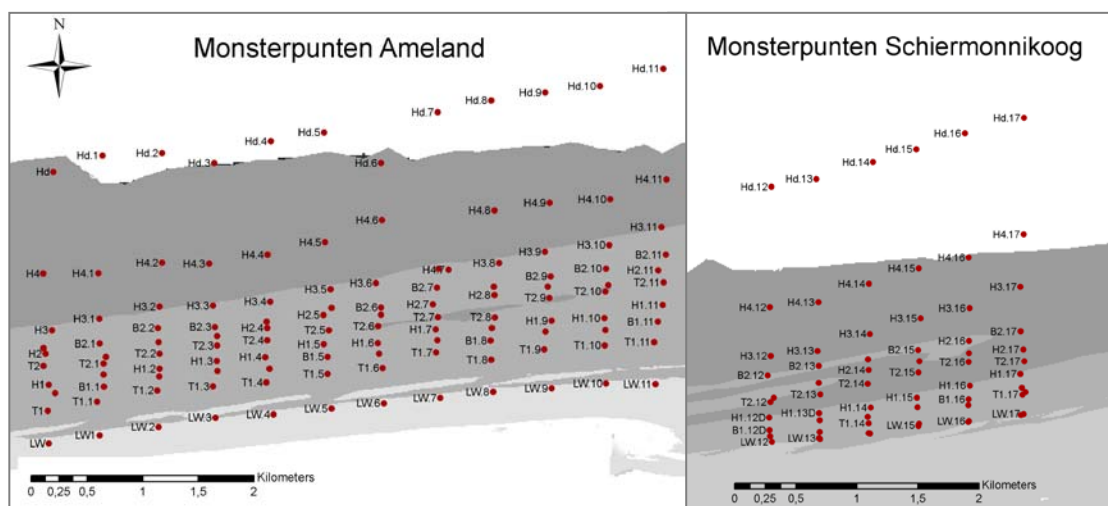 N
Monsterpunten Ameland
Hd.11
Hd.10
Hd.9
Hd.8
Hd.7
Hd.5
Hd.4
Hd.2
Hd.1
Hd.3
Hd.6
Hd
H4.11
H4.10
H4.9
H4.8
H4.6
H4.5
H4.4
H4.3
H4.2
H4.1
H4
H4.7
H3.11
H3.10
H3.9
H3.8
H3.6
H3.5
H3.4
H3.3
H3.2
H3.1
H3
B2.11
B2.10
B2.9
B2.7
B2.6
B2.3
B2.2
B2.1
H2.11
H2.8
H2.7
H2.5
H2.4
H2
T2.11
T2.10
T2.9
T2.8
T2.7
T2.6
T2.5
T2.4
T2.3
T2.2
T2.1
T2
H1.11
H1.10
H1.9
H1.7
H1.6
H1.5
H1.4
H1.3
H1.2
H1
B1.11
B1.8
B1.5
B1.1
T1.11
T1.10
T1.9
T1.8
T1.7
T1.6
T1.5
T1.4
T1.3
T1.2
T1.1
T1
LW.11
LW.10
LW.9
LW.8
LW.7
LW.6
LW.5
LW.4
LW.3
LW.2
LW1
LW
Kilometers
0 0,25 0,5 1 1,5 2
Monsterpunten Schiermonnikoog
Hd.17
Hd.16
Hd.15
Hd.14
Hd.13
Hd.12
H4.17
H4.16
H4.15
H4.14
H4.13
H4.12
H3.17
H3.16
H3.15
H3.14
H3.13
H3.12
B2.17
B2.15
B2.13
B2.12
H2.17
H2.16
H2.14
T2.17
T2.16
T2.15
T2.14
T2.13
T2.12
H1.17
H1.16
H1.15
H1.14
H1.13D
H1.12D
B1.16
B1.12D
T1.17
T1.14
LW.17
LW.16
LW.15
LW.13
LW.12
Kilometers
0 0,25 0,5 1 1,5 2